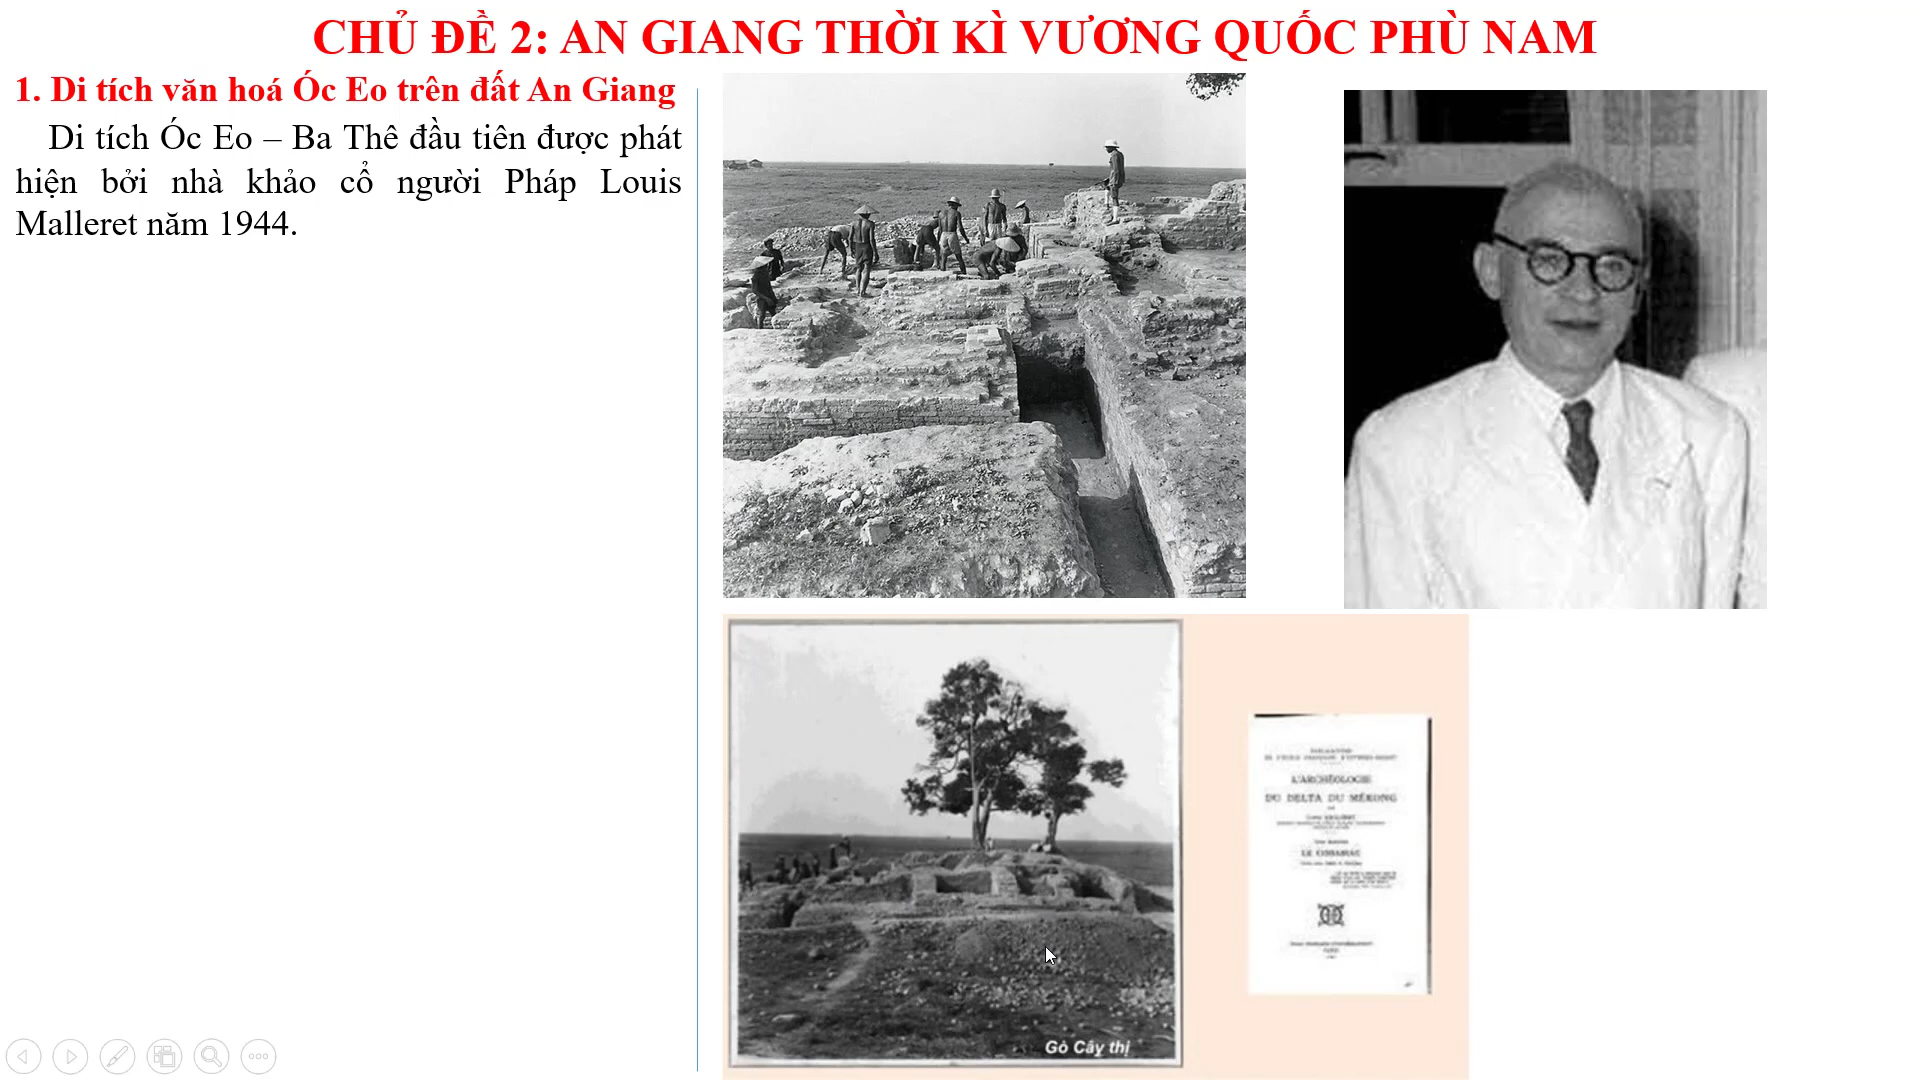 CHỦ ĐỀ 2: AN GIANG THỜI KÌ VƯƠNG QUỐC PHÙ NAM
1. Di tích văn hoá Óc Eo trên đất An Giang
Di tích Óc Eo – Ba Thê đầu tiên được phát
hiện bởi nhà khảo cổ người Pháp Louis
Malleret năm 1944.
L'ARCHÉOLOGIE
DU DELTA DU MÉKONG
Gò Cây thị